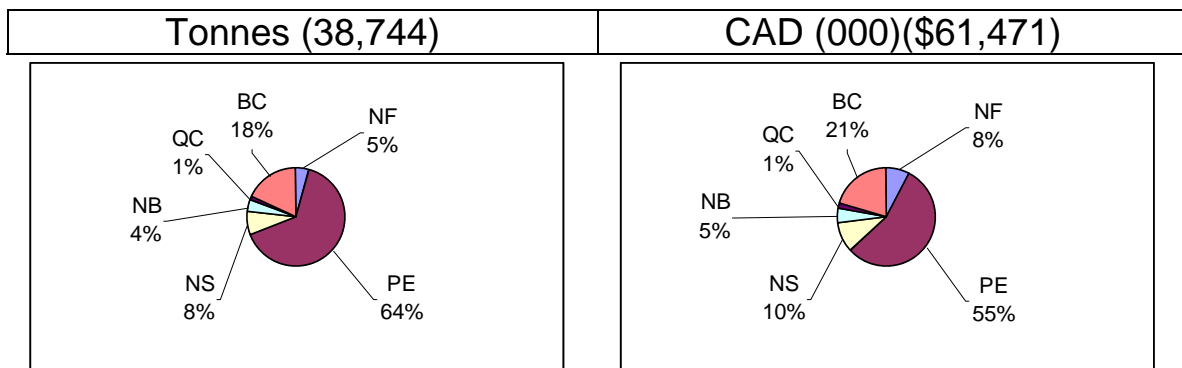 Tonnes (38,744)
CAD (000)($61,471)
BC
18%
NF
5%
QC
1%
NB
4%
NS
8%
PE
64%
BC
21%
NF
8%
QC
1%
NB
5%
NS
10%
PE
55%